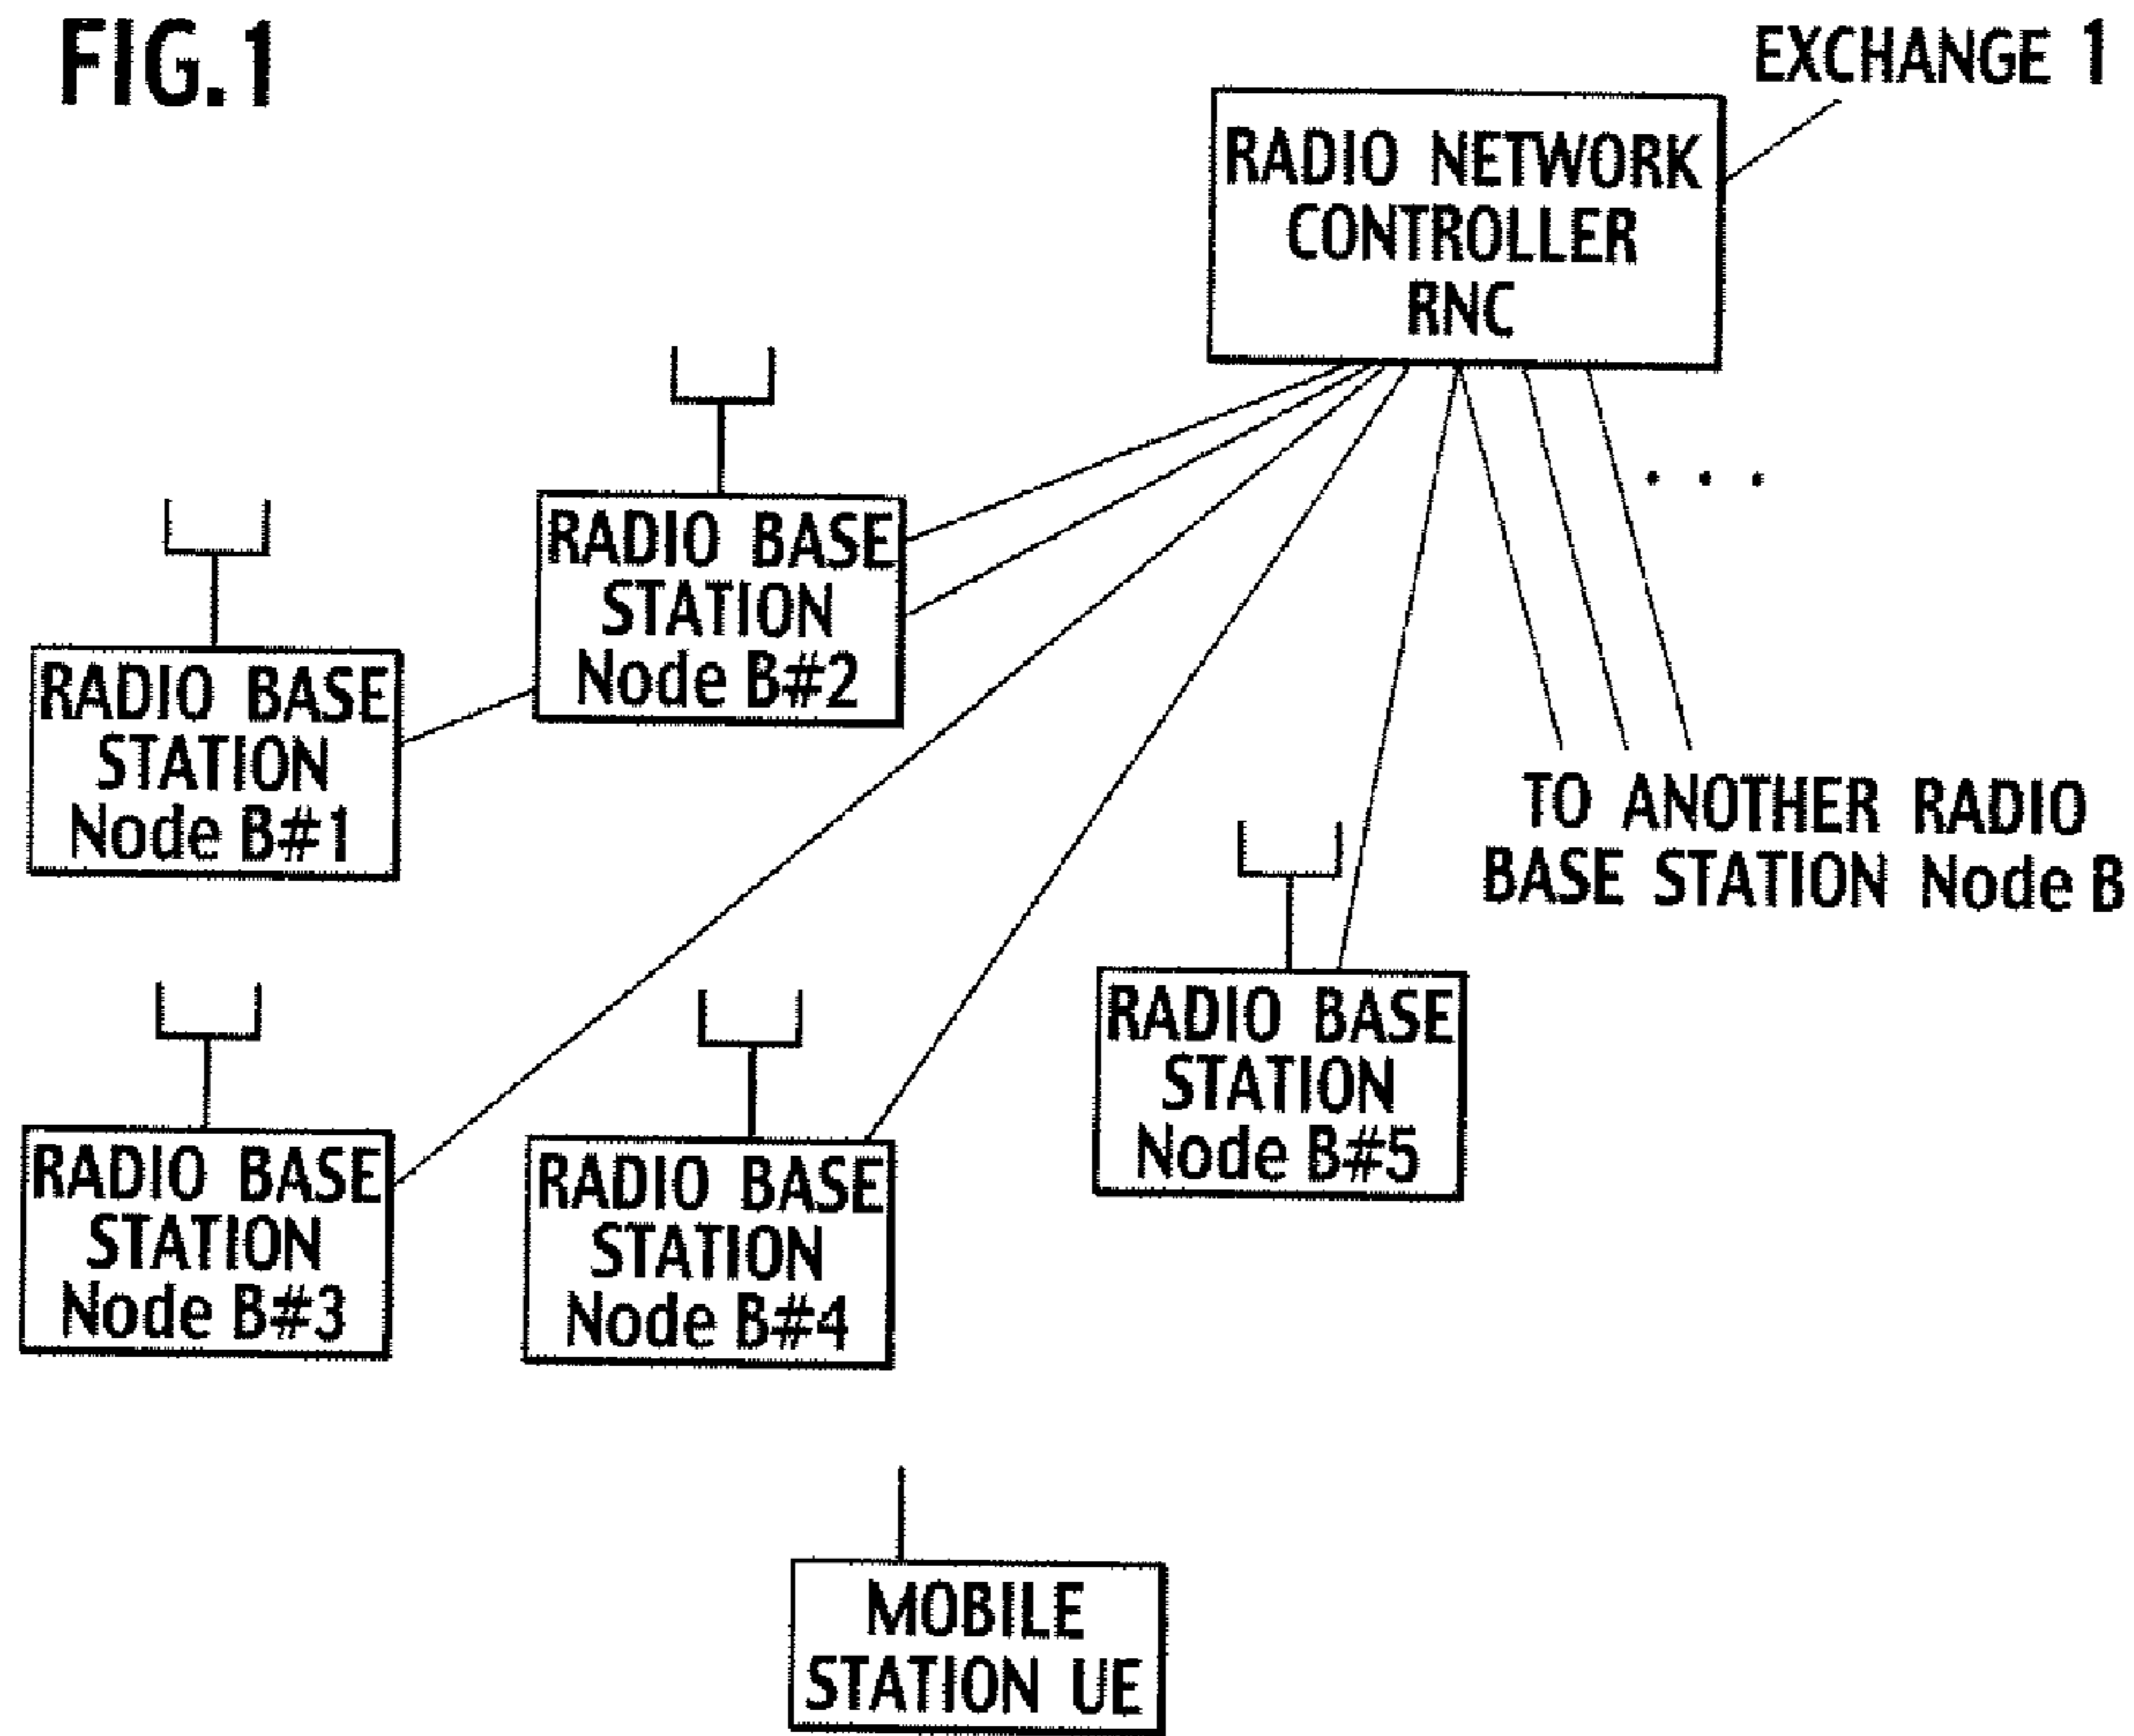 FIG.1
EXCHANGE 1
RADIO NETWORK
CONTROLLER
RNC
RADIO BASE
STATION
Node B#2
RADIO BASE
STATION
Node B#1
TO ANOTHER RADIO
BASE STATION Node B
RADIO BASE
STATION
Node B#5
RADIO BASE
STATION
Node B#3
RADIO BASE
STATION
Node B#4
MOBILE
STATION UE